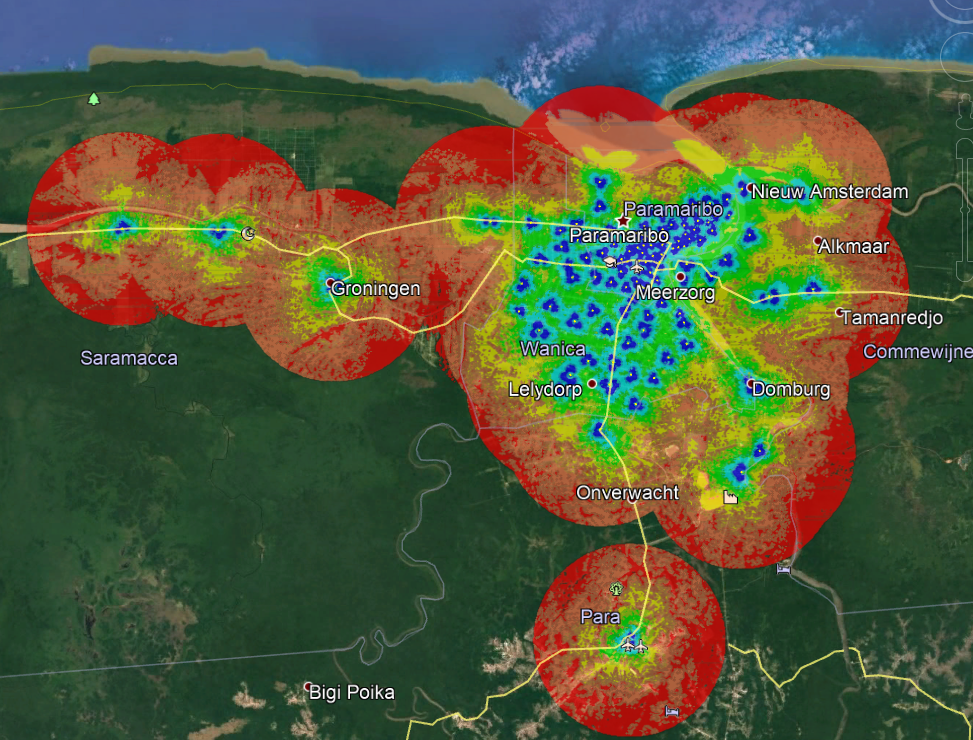 Nieuw Amsterdam
Paramaribo
Paramaribo
Alkmaar
Groningen
Meerzorg
Tamanredjo
Saramacca
Wanica
Commewijne
Lelydorp
Domburg
Onverwacht
Para
Bigi Poika